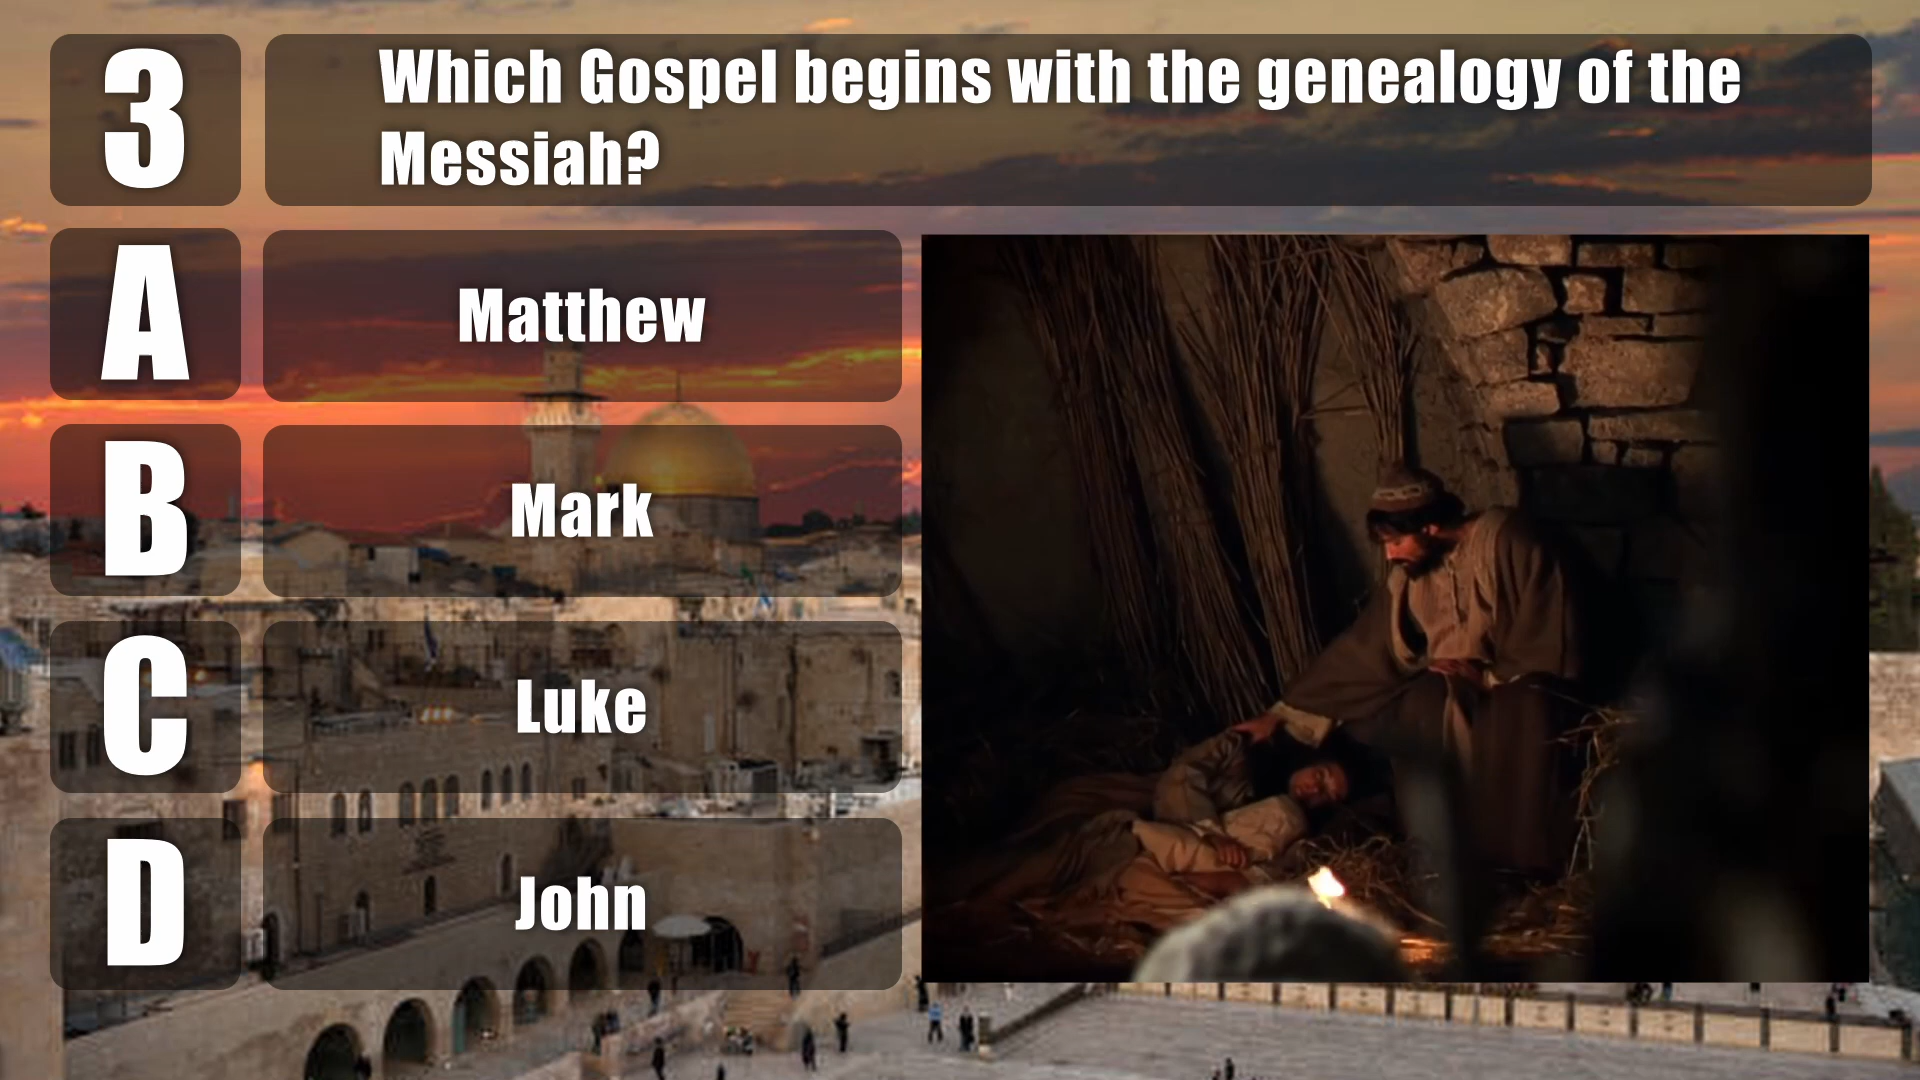 3
Which Gospel begins with the genealogy of the
Messiah?
A
Matthew
B
Mark
C
Luke
D
John